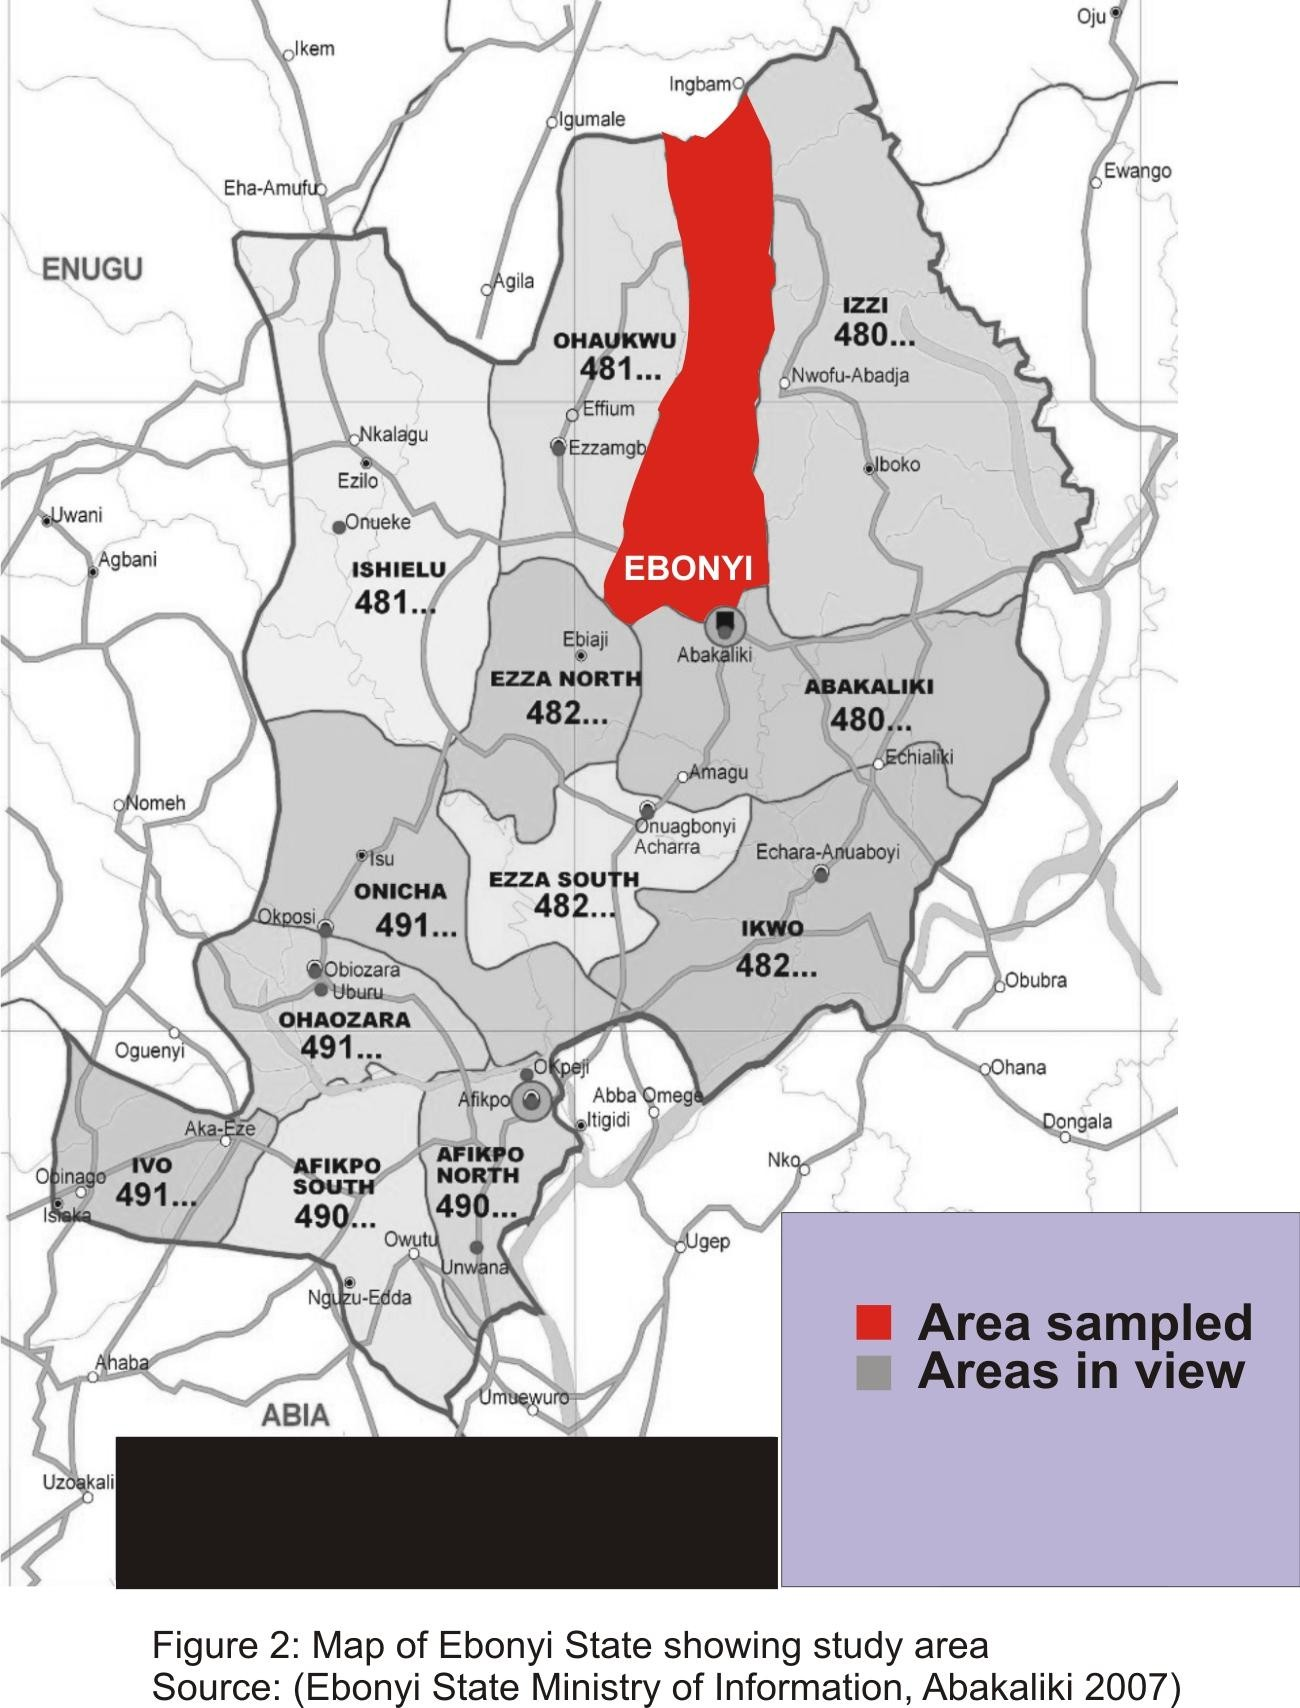 Oju
Ikem
Ingbam
Igumale
Ewango
Eha-Amufu
ENUGU
Agila
IZZI
480...
OHAUKWU
481...
Nwofu-Abadja
Effium
Nkalagu
Ezzamgb
Iboko
Ezilo
Uwani
Onueke
Agbani
ISHIELU
481...
EBONYI
Ebiaji
Abakaliki
EZZA NORTH
482...
ABAKALIKI
480...
Echialiki
Amagu
Nomeh
Onuagbonyi
Acharra
Echara-Anuaboyi
Isu
EZZA SOUTH
482...
ONICHA
491...
Okposi
IKWO
482...
Obiozara
Uburu
Obubra
OHAOZARA
491...
Oguenyi
OKpeji
Ohana
Afikpo
Abba Omege
Itigidi
Dongala
Aka-Eze
Nko
IVO
491...
AFIKPO
SOUTH
490...
AFIKPO
NORTH
490...
Obinago
Isiaka
Owutu
Ugep
Unwana
Nguzu-Edda
Area sampled
Areas in view
Ahaba
Umuewuro
ABIA
Uzoakali
Figure 2: Map of Ebonyi State showing study area
Source: (Ebonyi State Ministry of Information, Abakaliki 2007)